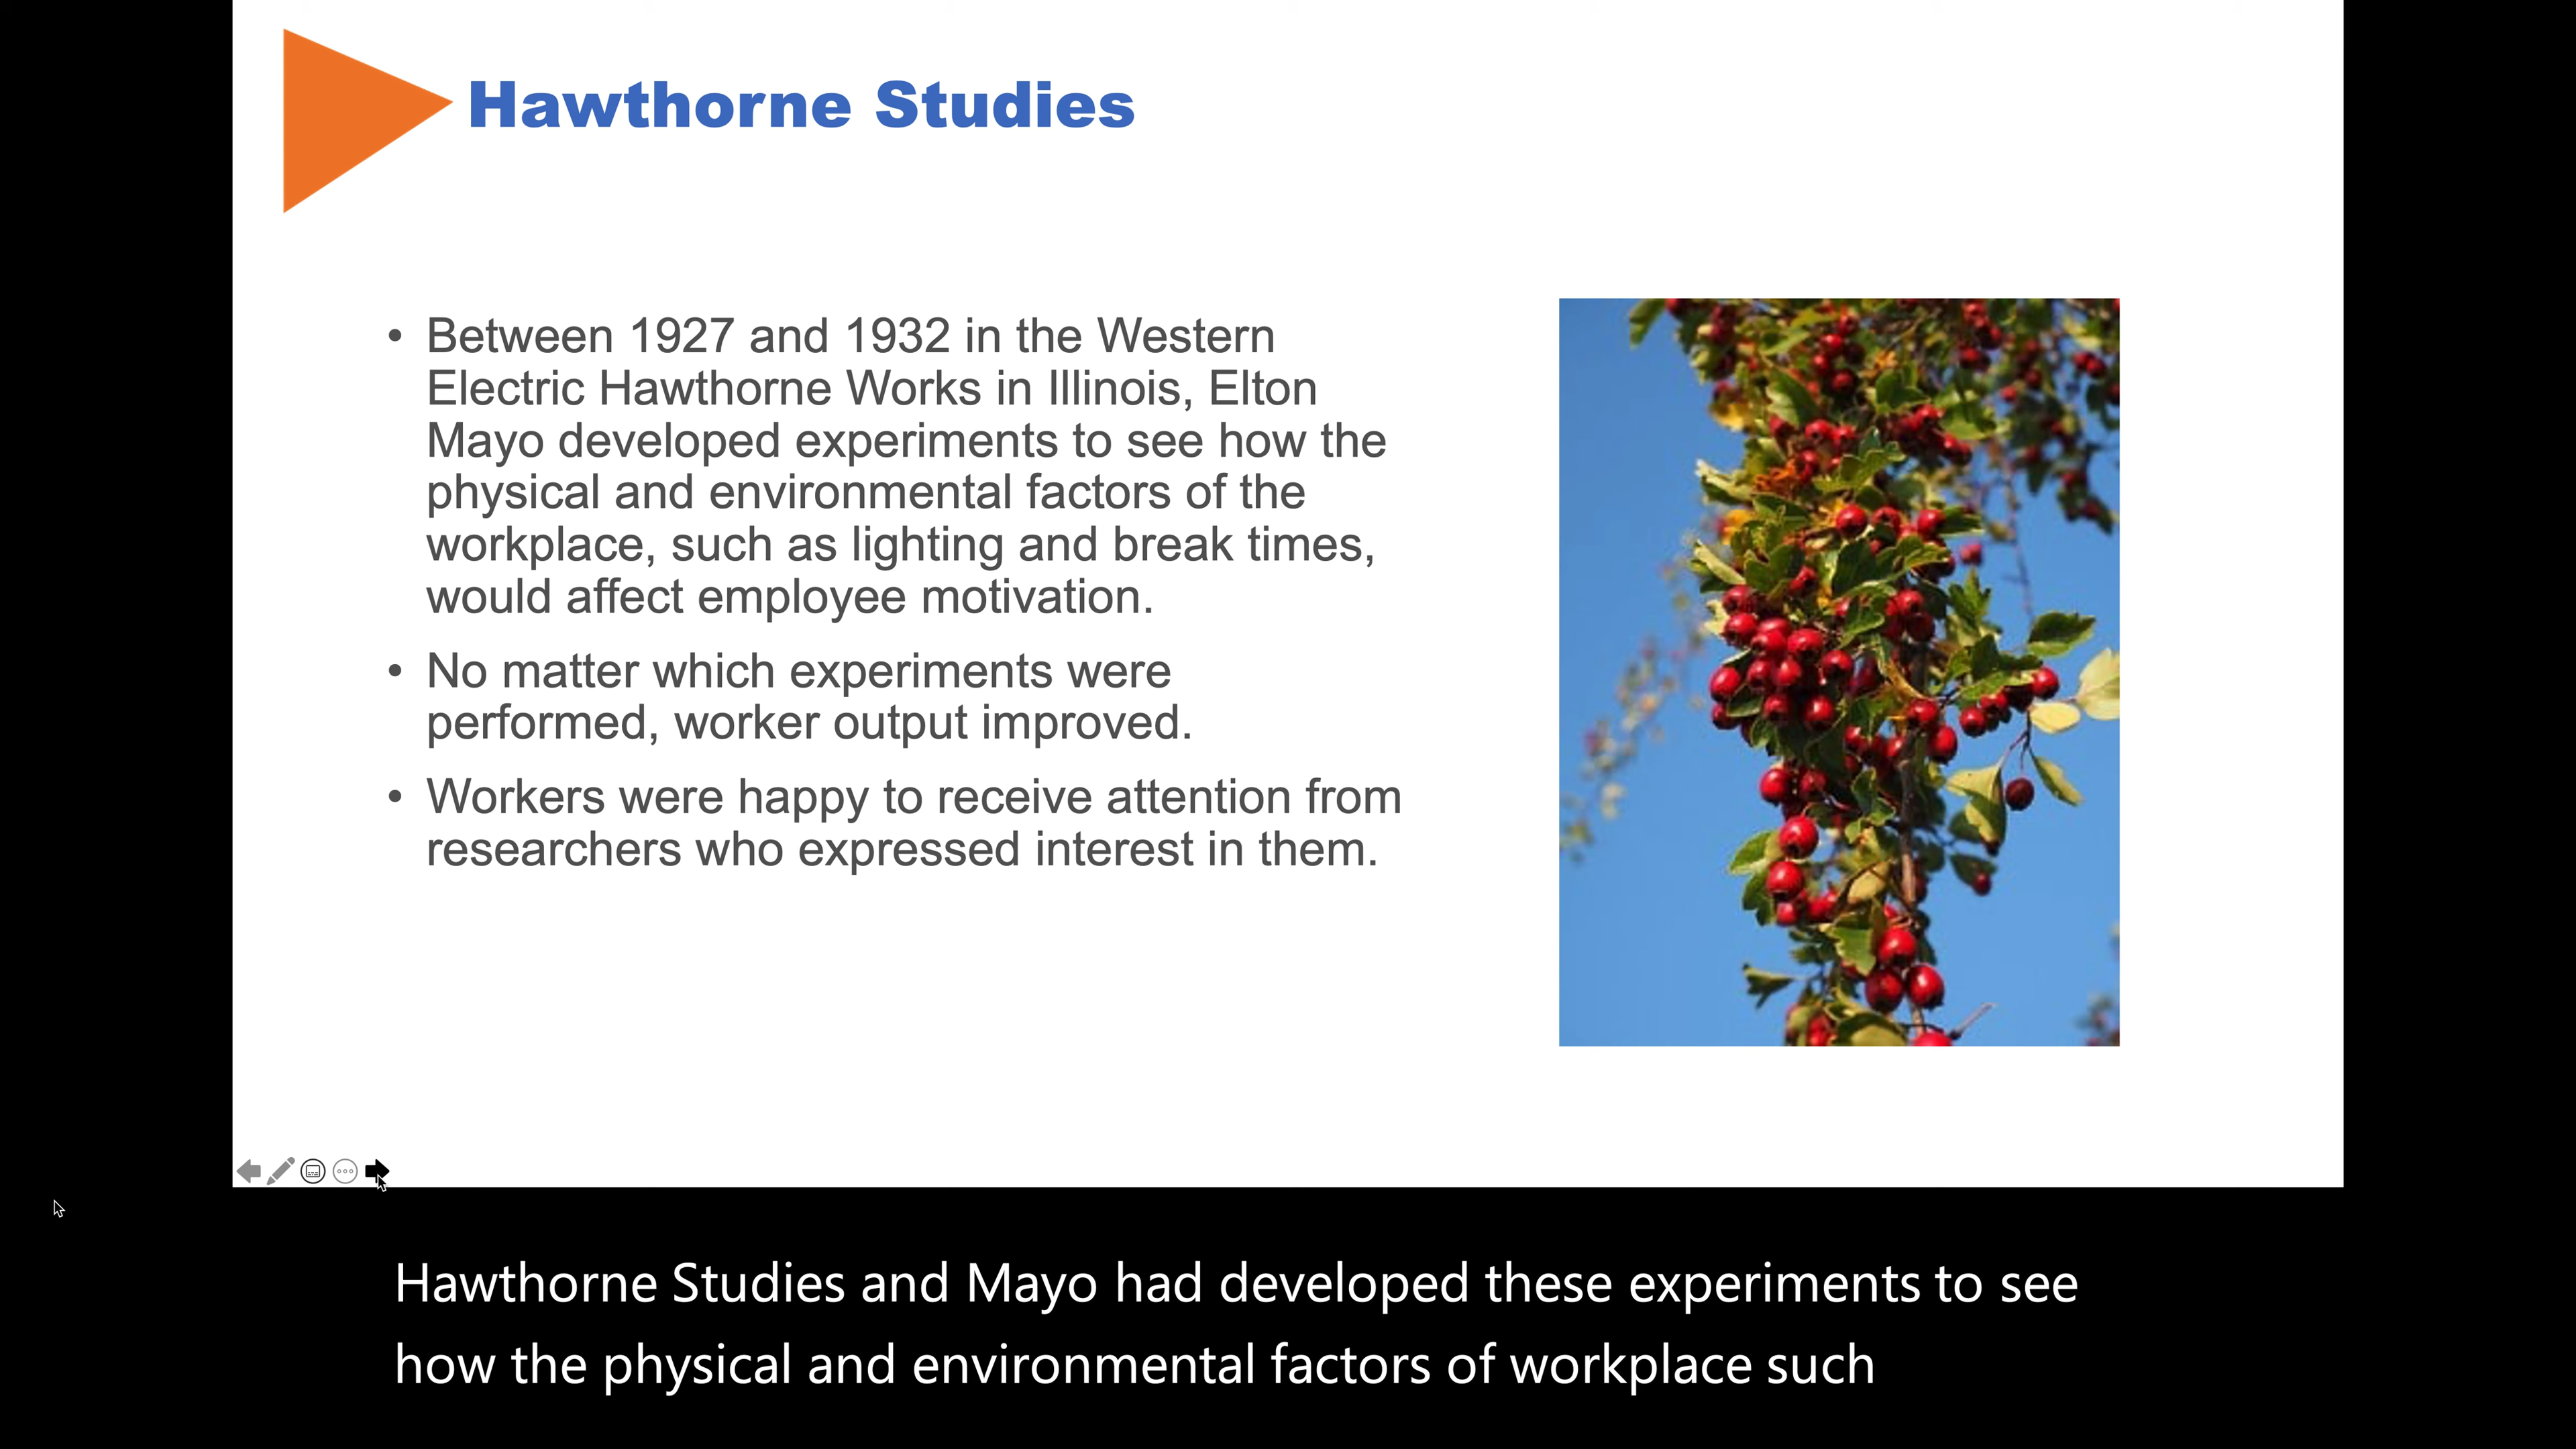 Hawthorne Studies
• Between 1927 and 1932 in the Western
Electric Hawthorne Works in Illinois, Elton
Mayo developed experiments to see how the
physical and environmental factors of the
workplace, such as lighting and break times,
would affect employee motivation.
• No matter which experiments were
performed, worker output improved.
• Workers were happy to receive attention from
researchers who expressed interest in them.
Hawthorne Studies and Mayo had developed these experiments to see
how the physical and environmental factors of workplace such